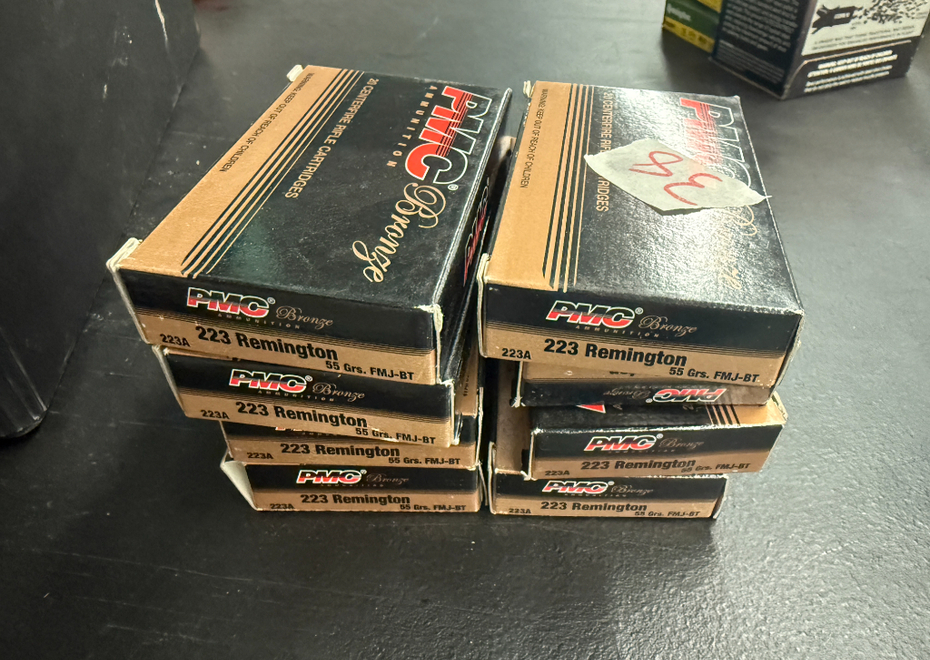 WARNING: KEEP OUT OF REACH OF CHILDREN
20 CENTERFIRE RIFLE CARTRIDGES
PMC® Bronze
AMMUNITION
PMC® Bronze
AMMUNITION
223A 223 Remington
55 Grs. FMJ-BT
PMC® Bronze
223A 223 Remington
55 Grs. FMJ-BT
223 Remington
223A 55 Grs. FMJ-BT
PMC® Bronze
223 Remington
223A 55 Grs. FMJ-BT
WARNING: KEEP OUT OF REACH OF CHILDREN
CENTERFIRE
RIDGES
PMC
PMC® Bronze
AMMUNITION
223A 223 Remington
55 Grs. FMJ-BT
PMC
PMC® Bronze
223A 223 Remington
55 Grs. FMJ-BT
PMC® Bronze
223 Remington
223A 55 Grs. FMJ-BT
Remington